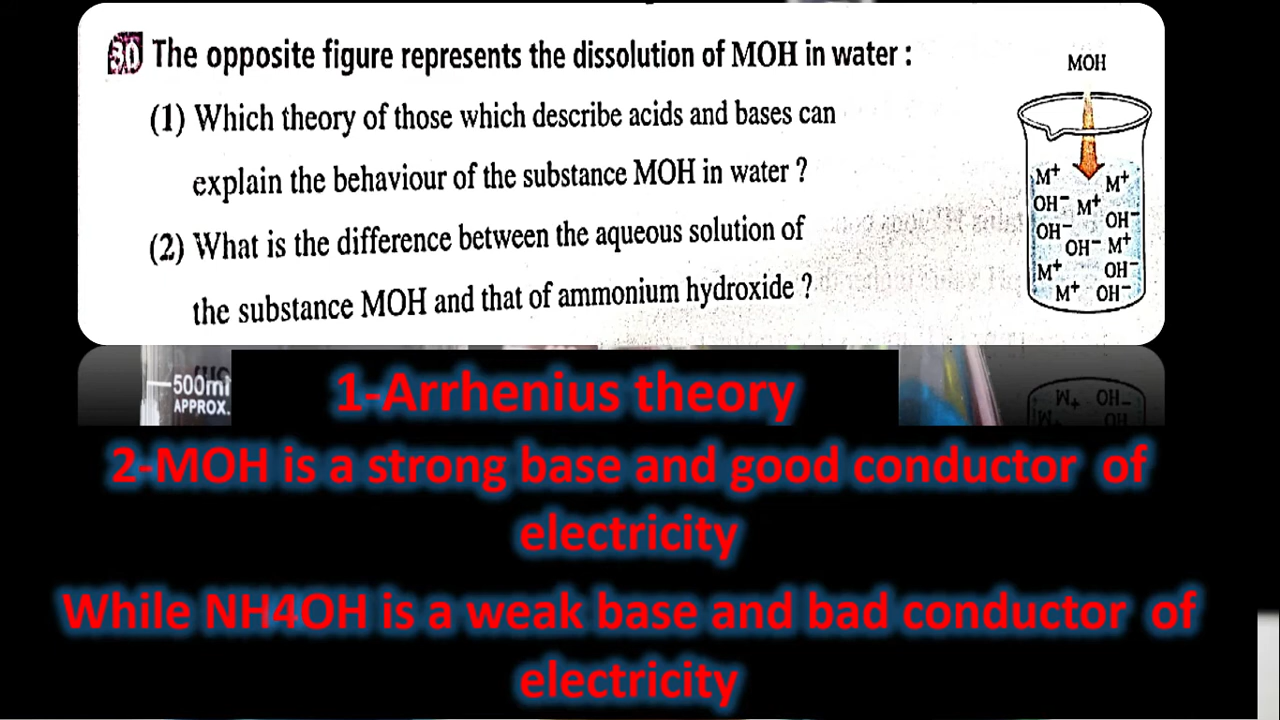 30 The opposite figure represents the dissolution of MOH in water :
(1) Which theory of those which describe acids and bases can
explain the behaviour of the substance MOH in water ?
(2) What is the difference between the aqueous solution of
the substance MOH and that of ammonium hydroxide ?
MOH
M⁺ M⁺
OH⁻ M⁺
OH⁻ OH⁻
OH⁻ M⁺
M⁺ OH⁻
M⁺ OH⁻
500ml
APPROX.
1-Arrhenius theory
2-MOH is a strong base and good conductor of
electricity
While NH4OH is a weak base and bad conductor of
electricity